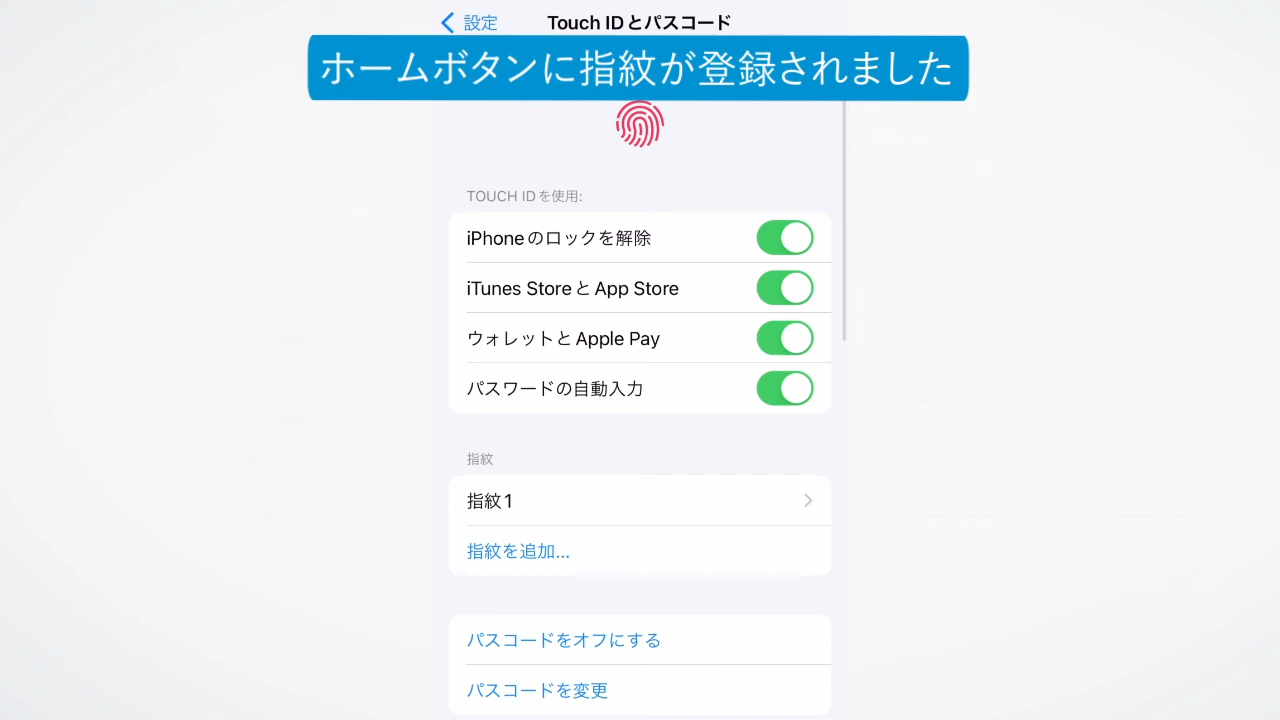 設定
Touch IDとパスコード
ホームボタンに指紋が登録されました
TOUCH IDを使用:
iPhoneのロックを解除
iTunes StoreとApp Store
ウォレットとApple Pay
パスワードの自動入力
指紋
指紋1
指紋を追加...
パスコードをオフにする
パスコードを変更